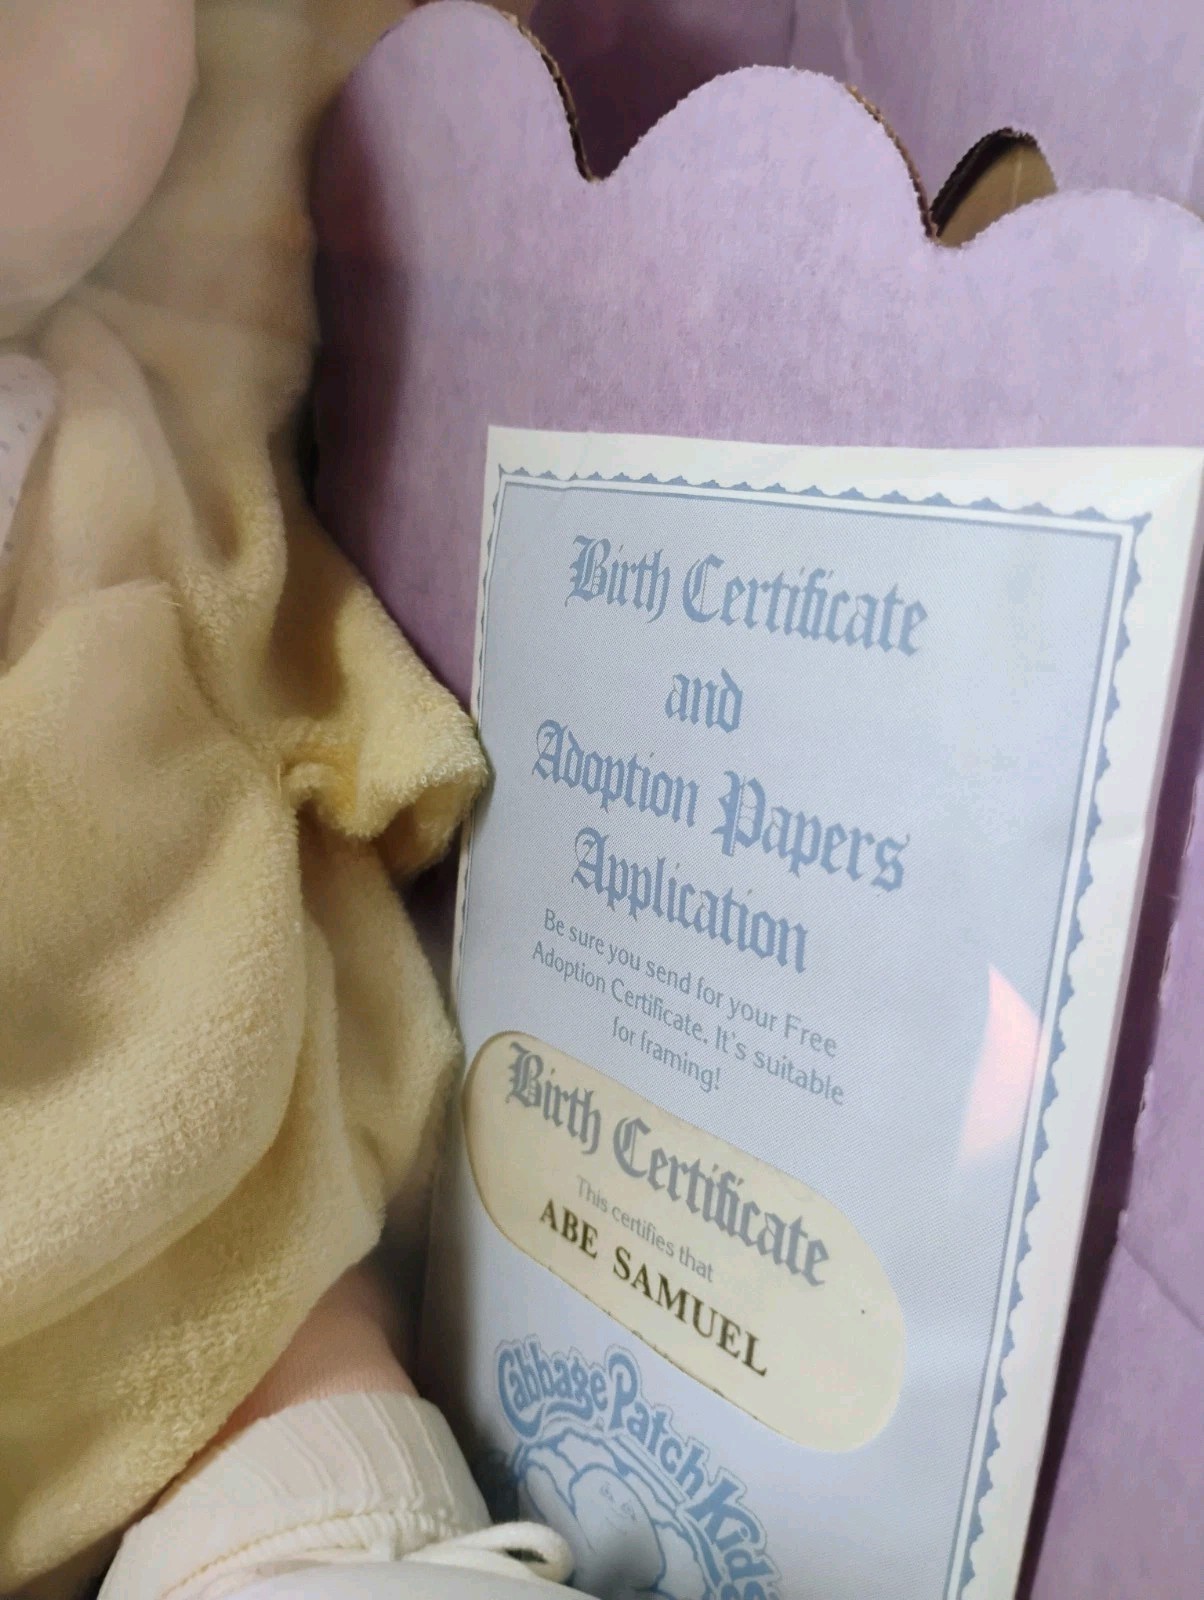 Birth Certificate
and
Adoption Papers
Application
Be sure you send for your Free
Adoption Certificate. It's suitable
for framing!
Birth Certificate
This certifies that
ABE SAMUEL
Cabbage Patch Kids